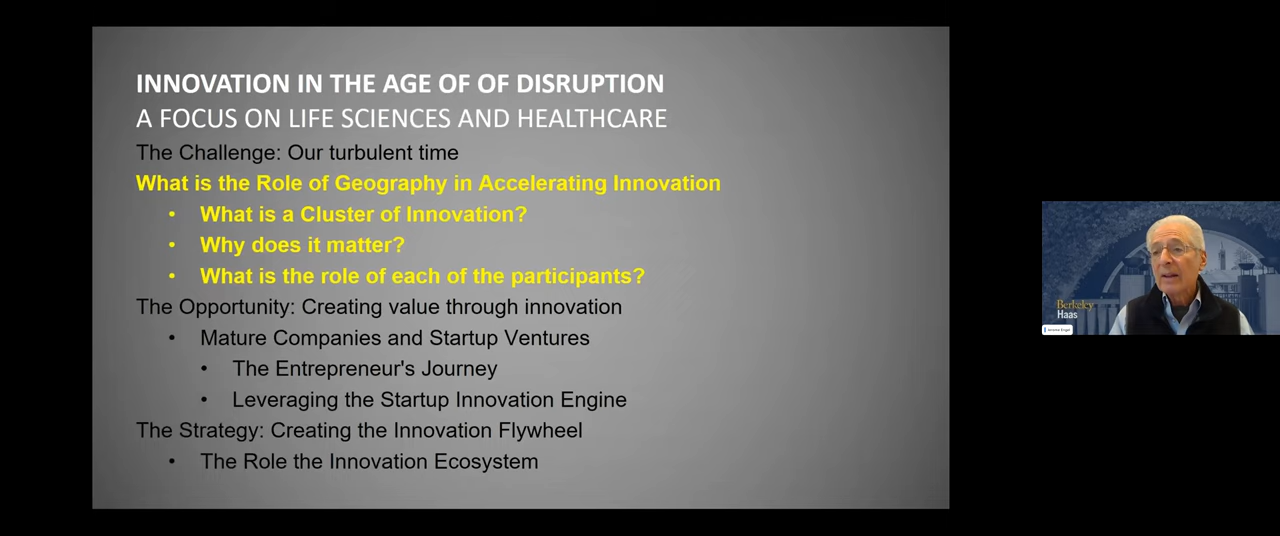 INNOVATION IN THE AGE OF OF DISRUPTION
A FOCUS ON LIFE SCIENCES AND HEALTHCARE
The Challenge: Our turbulent time
What is the Role of Geography in Accelerating Innovation
• What is a Cluster of Innovation?
• Why does it matter?
• What is the role of each of the participants?
The Opportunity: Creating value through innovation
• Mature Companies and Startup Ventures
• The Entrepreneur's Journey
• Leveraging the Startup Innovation Engine
The Strategy: Creating the Innovation Flywheel
• The Role the Innovation Ecosystem
Berkeley
Haas
Jerome Engel